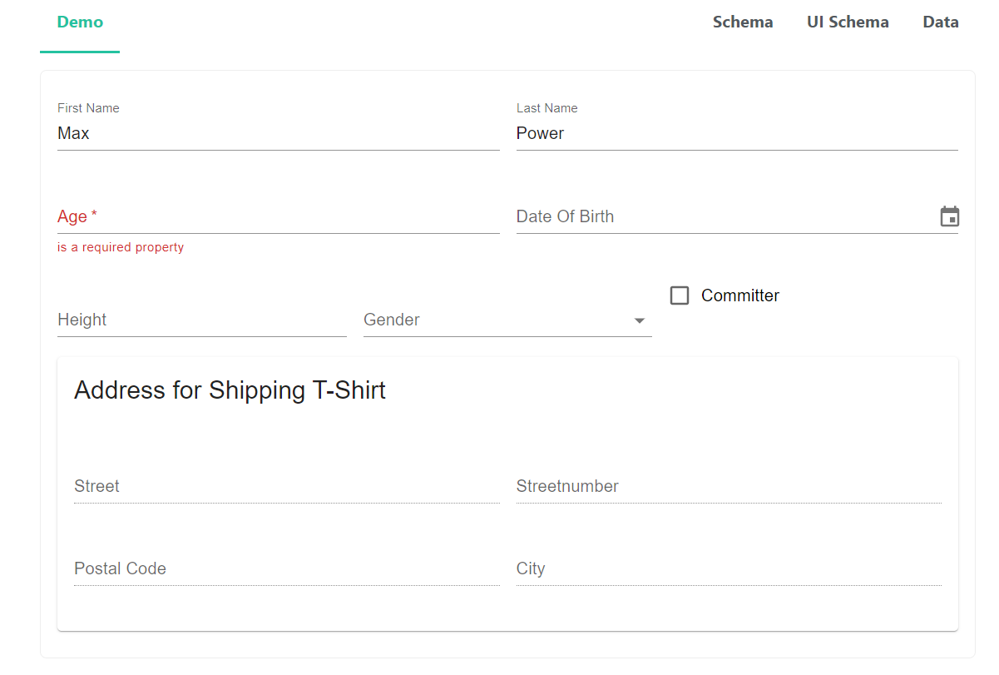 Demo Schema UI Schema Data
First Name Last Name
Max Power
Age * Date Of Birth
is a required property
Committer
Height Gender
Address for Shipping T-Shirt
Street Streetnumber
Postal Code City